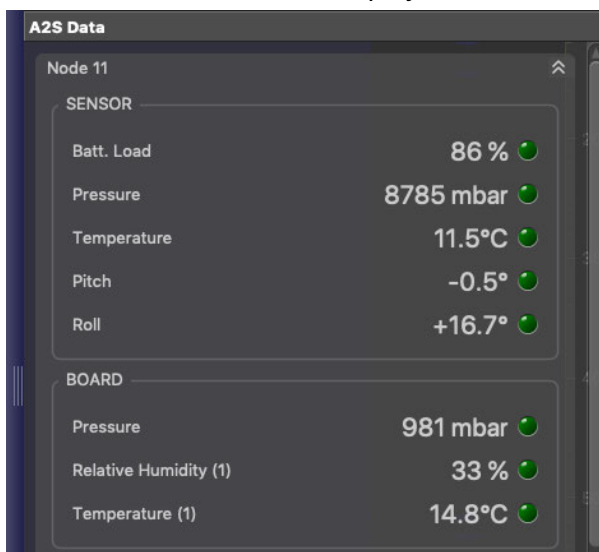 A2S Data
Node 11
SENSOR
Batt. Load 86 %
Pressure 8785 mbar
Temperature 11.5°C
Pitch -0.5°
Roll +16.7°
BOARD
Pressure 981 mbar
Relative Humidity (1) 33 %
Temperature (1) 14.8°C